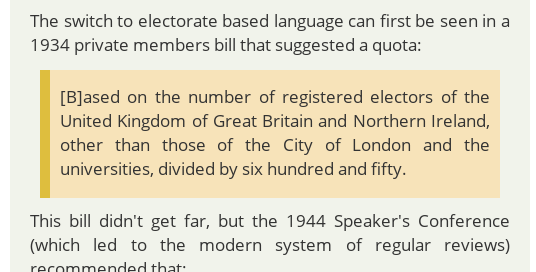 The switch to electorate based language can first be seen in a
1934 private members bill that suggested a quota:
[B]ased on the number of registered electors of the
United Kingdom of Great Britain and Northern Ireland,
other than those of the City of London and the
universities, divided by six hundred and fifty.
This bill didn't get far, but the 1944 Speaker's Conference
(which led to the modern system of regular reviews)
recommended that: